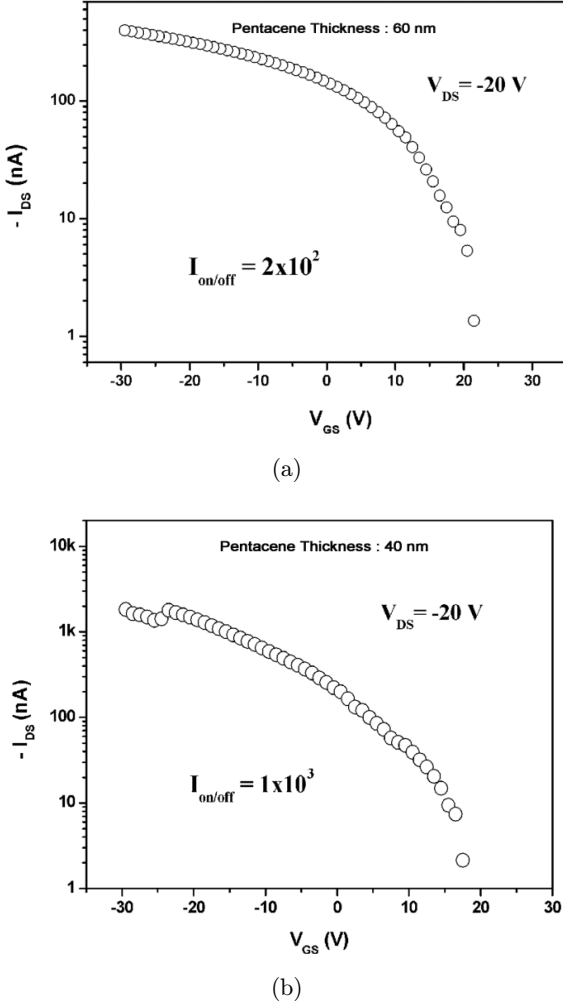 Pentacene Thickness : 60 nm
V_DS= -20 V
100
10
1
- I_DS (nA)
I_on/off = 2x10^2
-30 -20 -10 0 10 20 30
V_GS (V)
(a)
10k
Pentacene Thickness : 40 nm
V_DS= -20 V
1k
100
10
1
- I_DS (nA)
I_on/off = 1x10^3
-30 -20 -10 0 10 20 30
V_GS (V)
(b)